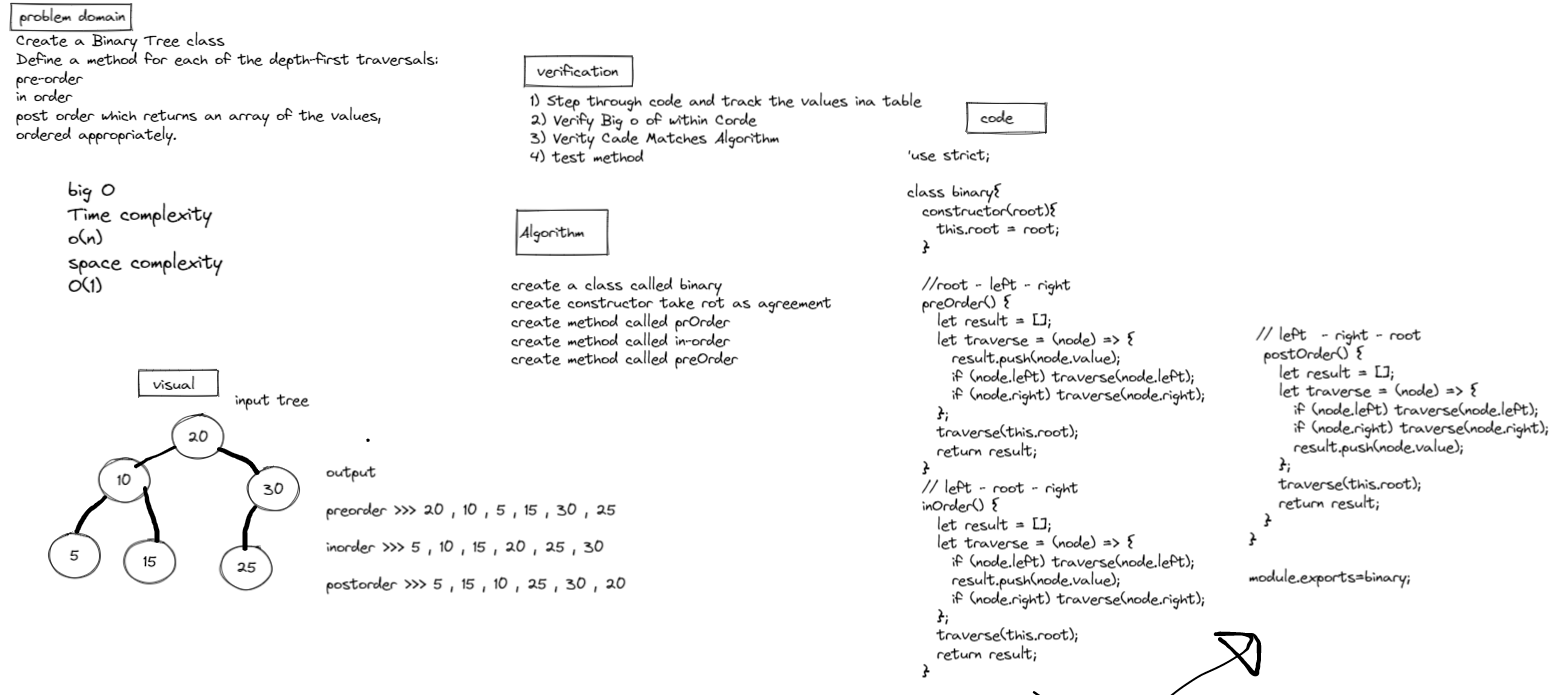 problem domain
Create a Binary Tree class
Define a method for each of the depth-first traversals:
pre-order
in order
post order which returns an array of the values,
ordered appropriately.
big O
Time complexity
o(n)
space complexity
O(1)
visual
input tree
20
10
30
5
15
25
output
preorder >>> 20 , 10 , 5 , 15 , 30 , 25
inorder >>> 5 , 10 , 15 , 20 , 25 , 30
postorder >>> 5 , 15 , 10 , 25 , 30 , 20
verification
1) Step through code and track the values ina table
2) Verify Big o of within Corde
3) Verity Cade Matches Algorithm
4) test method
Algorithm
create a class called binary
create constructor take rot as agreement
create method called prOrder
create method called in-order
create method called preOrder
code
'use strict;
class binary{
constructor(root){
this.root = root;
}
//root - left - right
preOrder() {
let result = [];
let traverse = (node) => {
result.push(node.value);
if (node.left) traverse(node.left);
if (node.right) traverse(node.right);
};
traverse(this.root);
return result;
}
// left - root - right
inOrder() {
let result = [];
let traverse = (node) => {
if (node.left) traverse(node.left);
result.push(node.value);
if (node.right) traverse(node.right);
};
traverse(this.root);
return result;
}
// left - right - root
postOrder() {
let result = [];
let traverse = (node) => {
if (node.left) traverse(node.left);
if (node.right) traverse(node.right);
result.push(node.value);
};
traverse(this.root);
return result;
}
}
module.exports=binary;